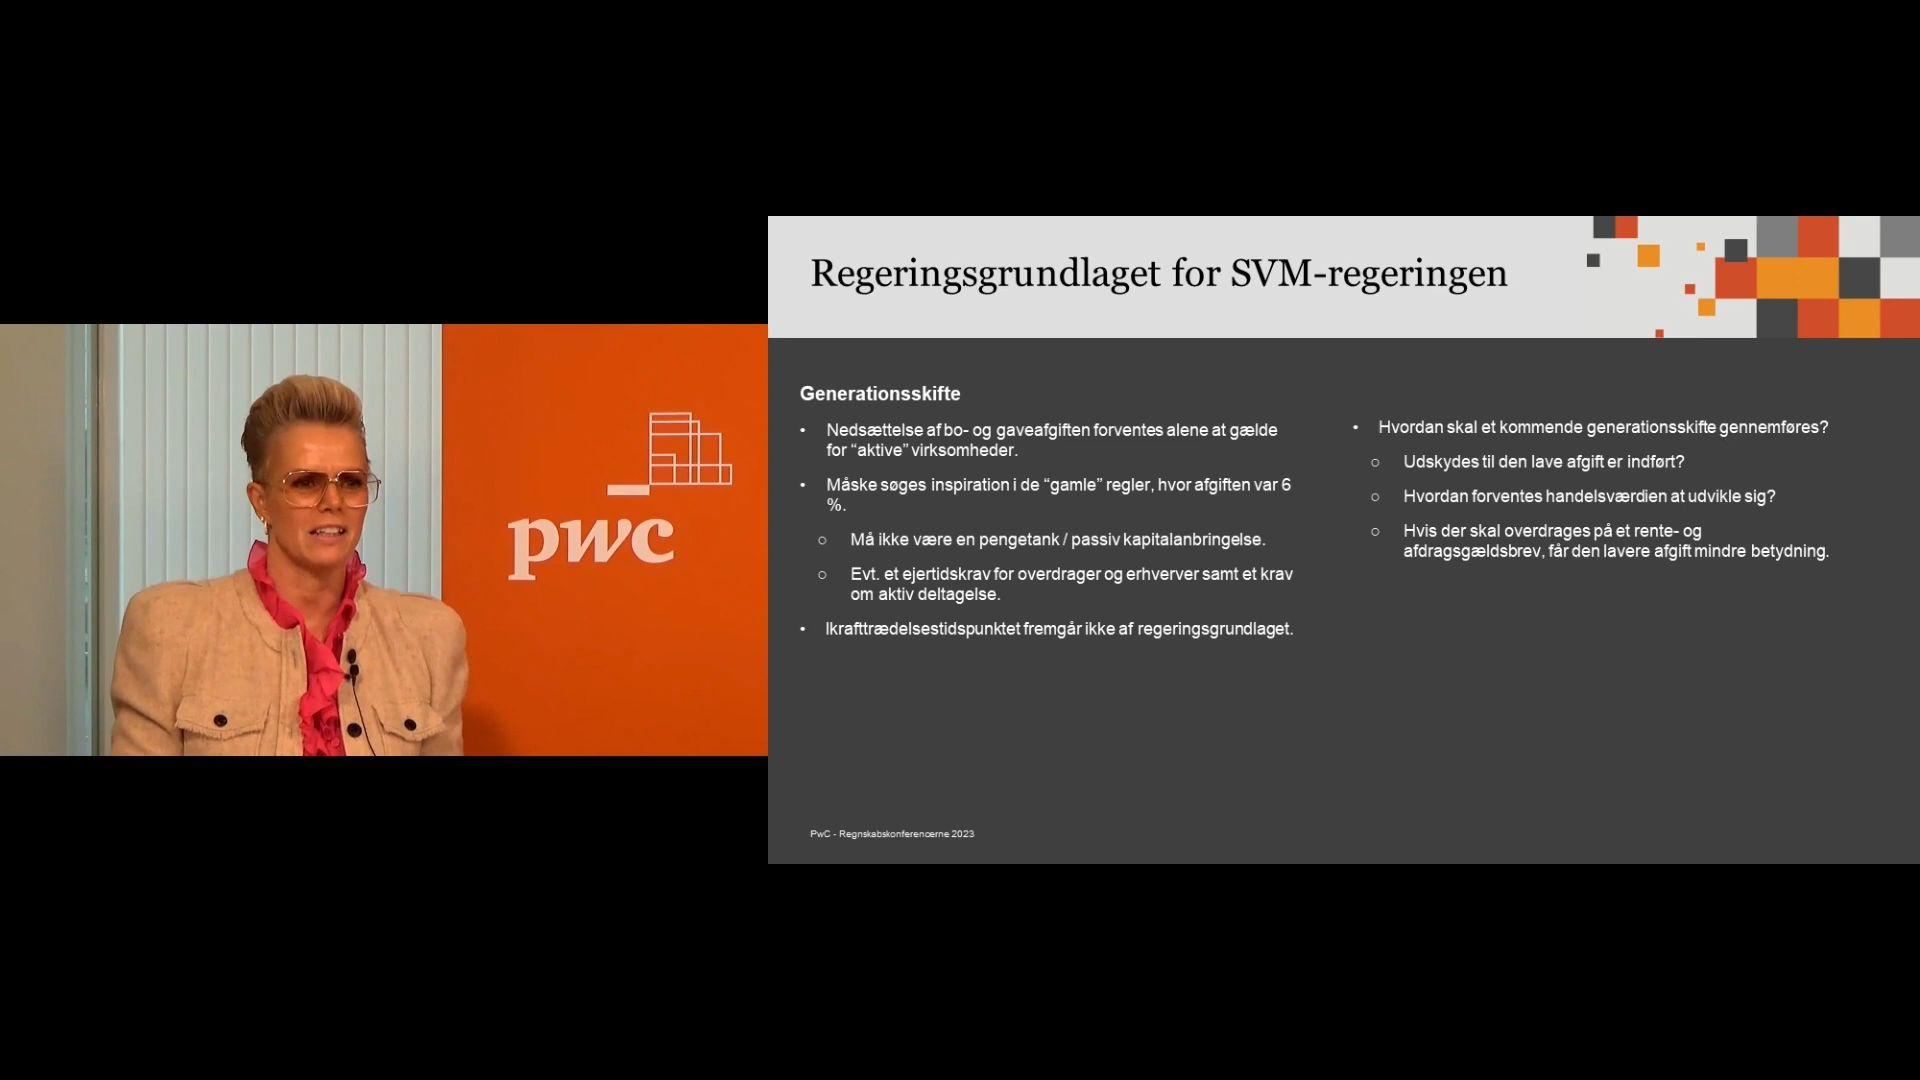 pwc
Regeringsgrundlaget for SVM-regeringen
Generationsskifte
• Nedsættelse af bo- og gaveafgiften forventes alene at gælde
for “aktive” virksomheder.
• Måske søges inspiration i de “gamle” regler, hvor afgiften var 6
%.
○ Må ikke være en pengetank / passiv kapitalanbringelse.
○ Evt. et ejertidskrav for overdrager og erhverver samt et krav
om aktiv deltagelse.
• Ikrafttrædelsestidspunktet fremgår ikke af regeringsgrundlaget.
• Hvordan skal et kommende generationsskifte gennemføres?
○ Udskydes til den lave afgift er indført?
○ Hvordan forventes handelsværdien at udvikle sig?
○ Hvis der skal overdrages på et rente- og
afdragsgældsbrev, får den lavere afgift mindre betydning.
PwC - Regnskabskonferencerne 2023